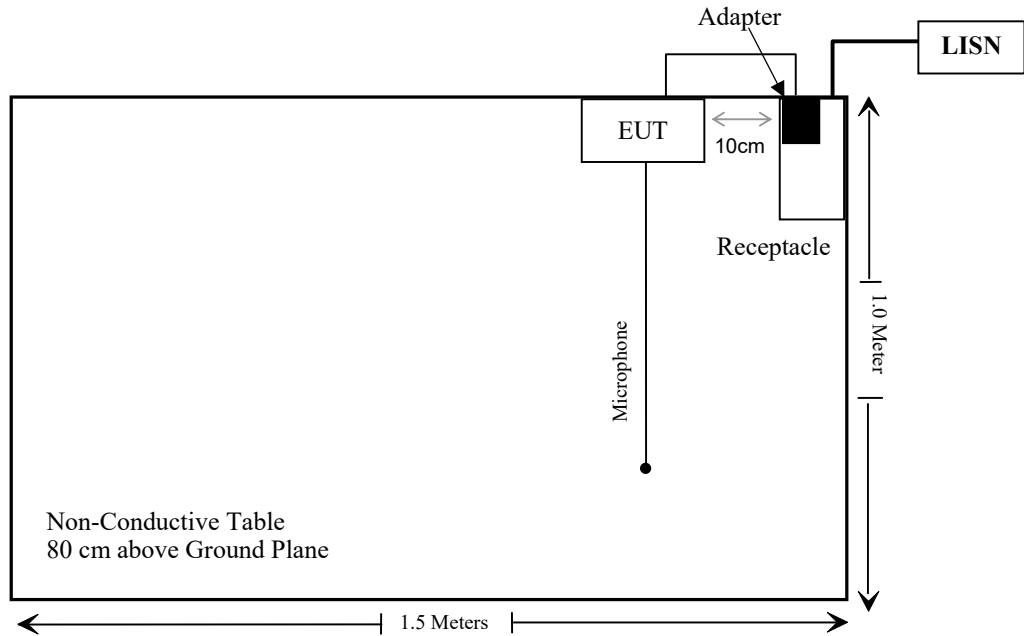 Adapter
LISN
EUT
10cm
Receptacle
1.0 Meter
Microphone
Non-Conductive Table
80 cm above Ground Plane
1.5 Meters